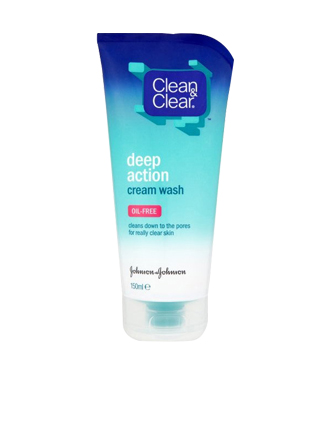 Clean &
Clear®
deep
action
cream wash
OIL-FREE
cleans down to the pores
for really clear skin
Johnson & Johnson
150ml ℮